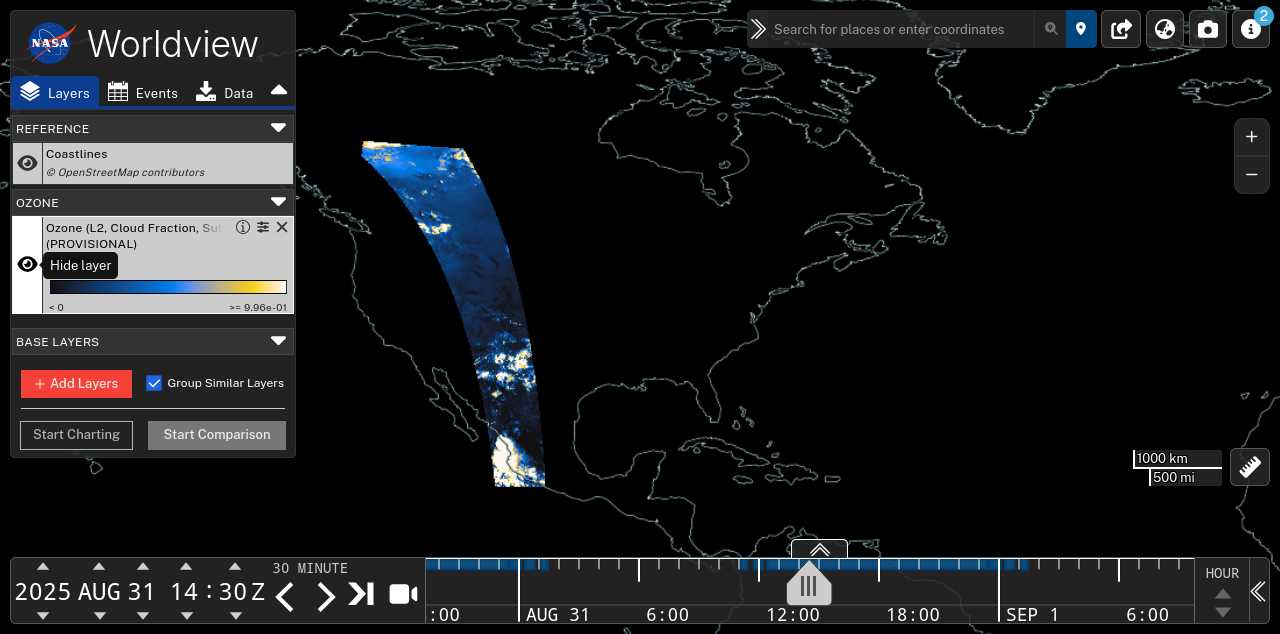 NASA
Worldview
Layers
Events
Data
REFERENCE
Coastlines
© OpenStreetMap contributors
OZONE
Ozone (L2, Cloud Fraction, Su
(PROVISIONAL)
Hide layer
< 0
>= 9.96e-01
BASE LAYERS
+ Add Layers
Group Similar Layers
Start Charting
Start Comparison
Search for places or enter coordinates
2
+
−
1000 km
500 mi
2025 AUG 31 14 : 30 Z
30 MINUTE
:00
AUG 31
6:00
12:00
18:00
SEP 1
6:00
HOUR